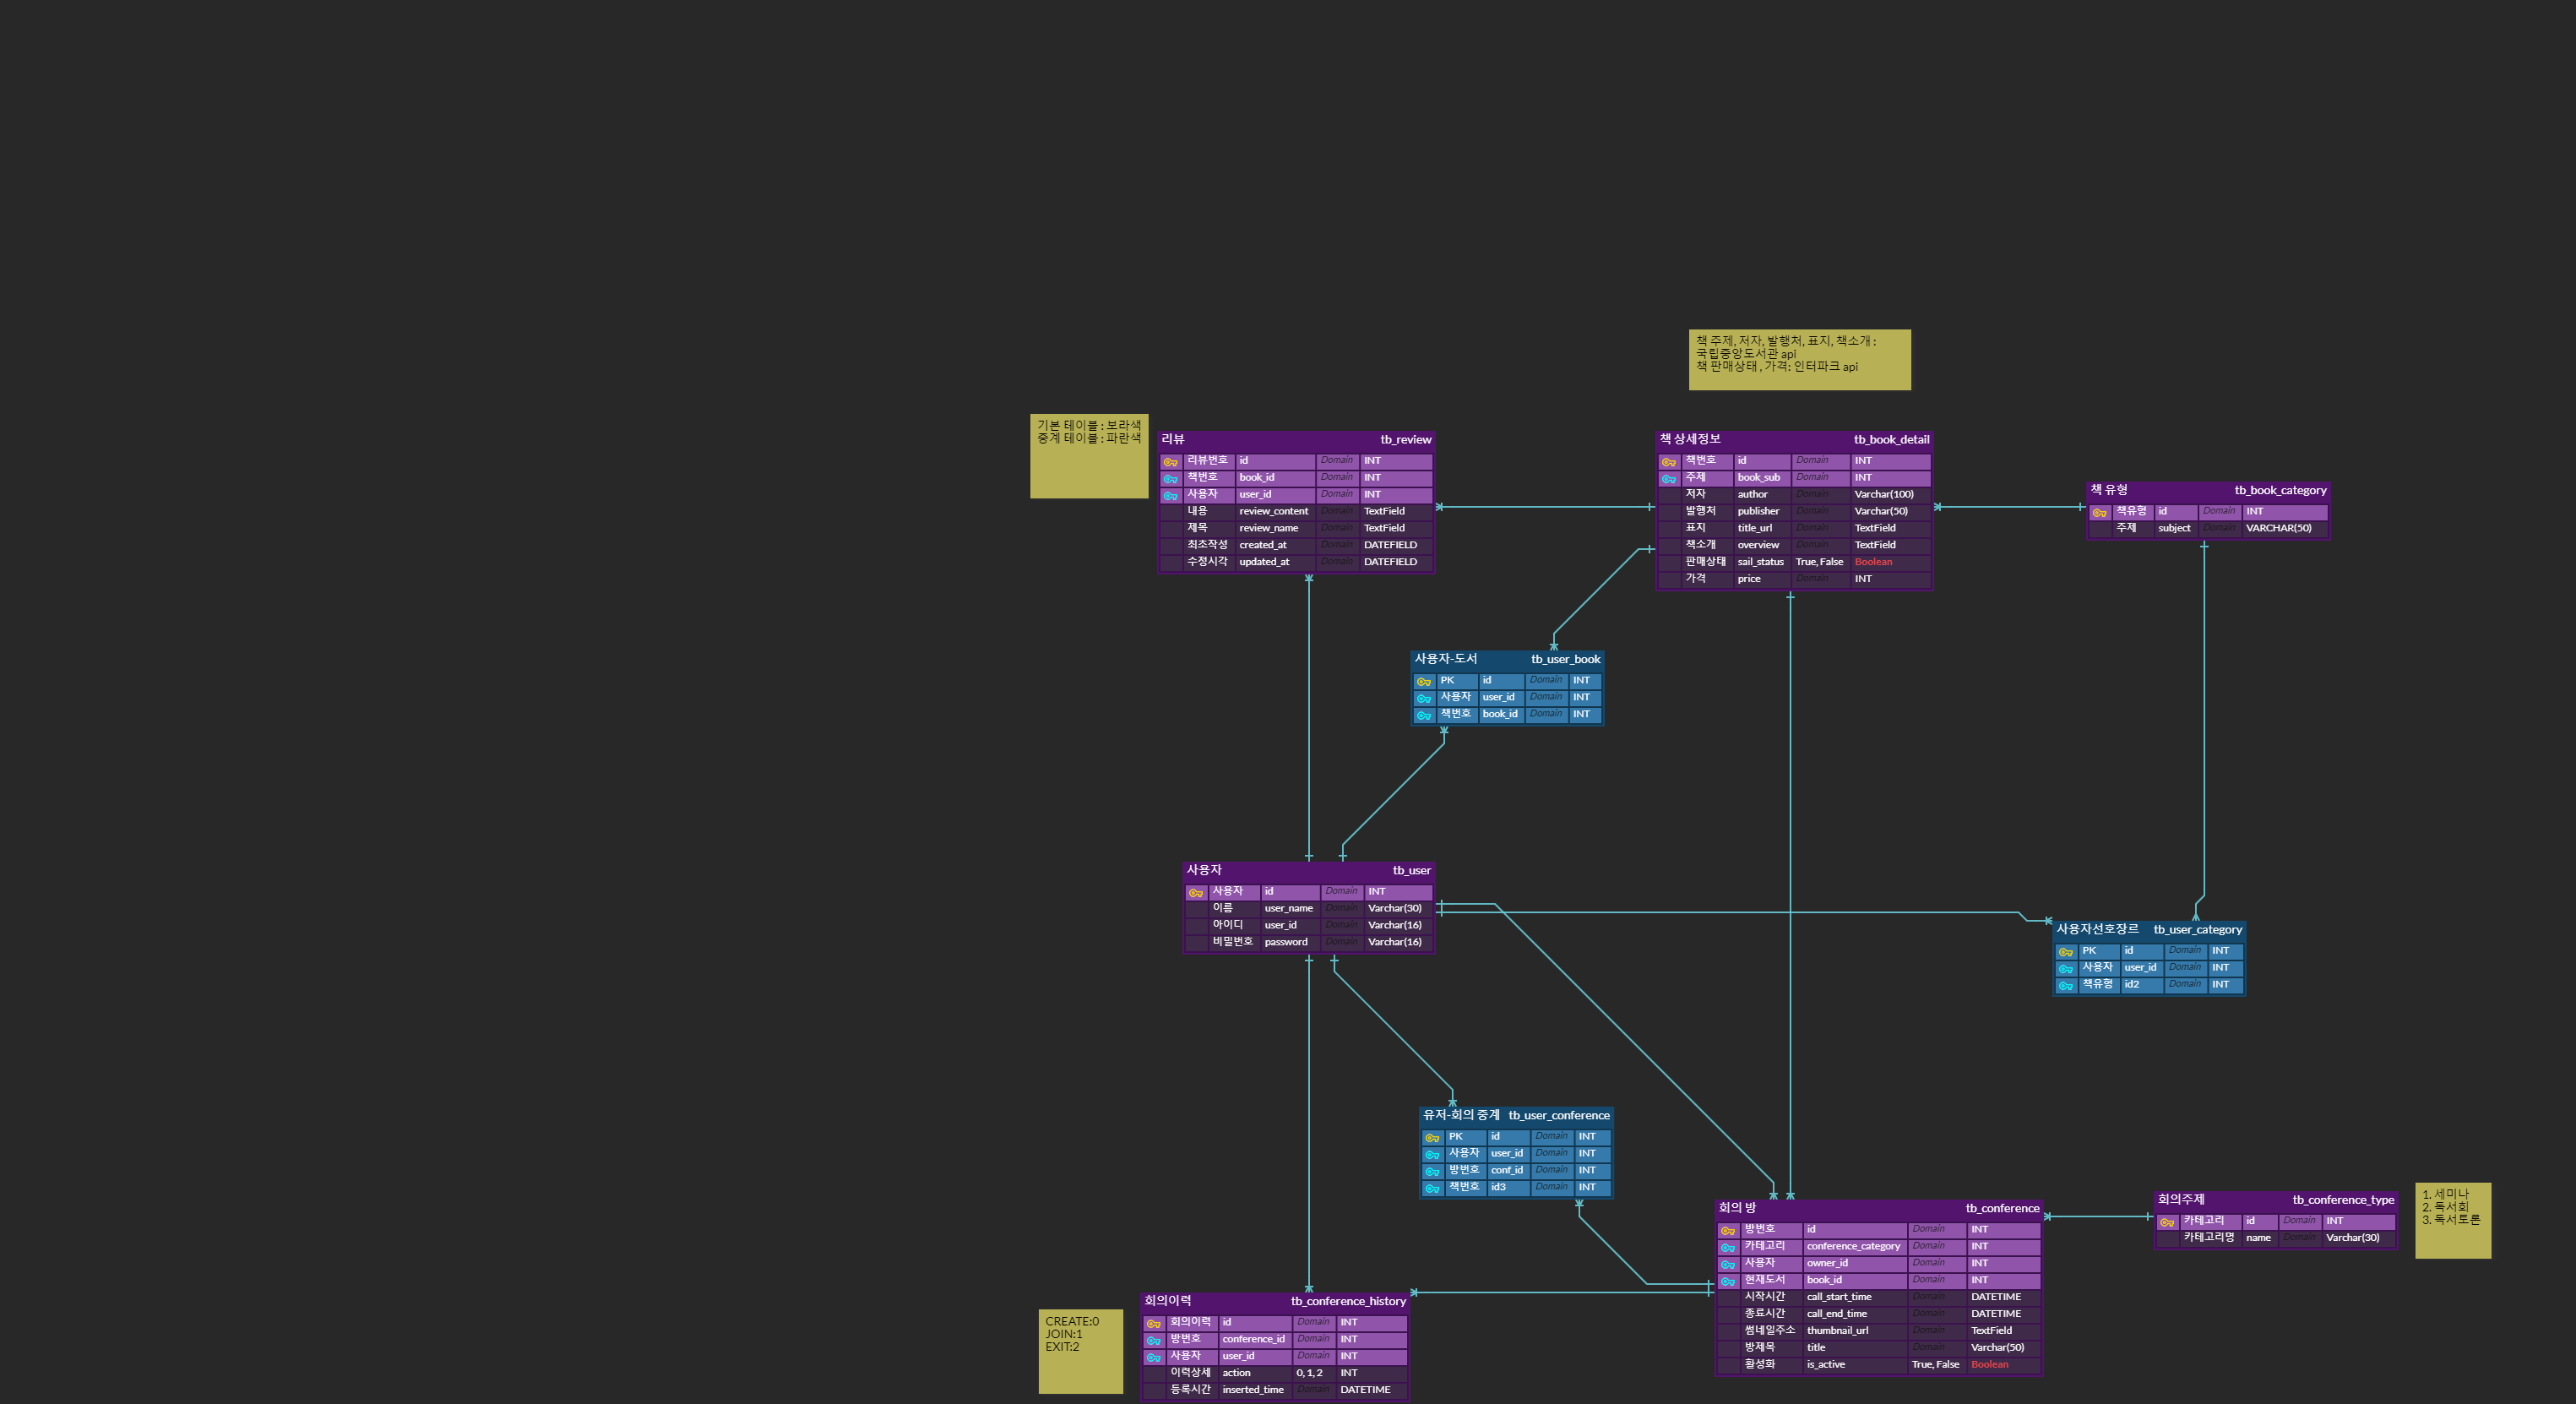 책 주제, 저자, 발행처, 표지, 책소개 :
국립중앙도서관 api
책 판매상태 , 가격: 인터파크 api
기본 테이블 : 보라색
중계 테이블 : 파란색
리뷰 tb_review
리뷰번호 id Domain INT
책번호 book_id Domain INT
사용자 user_id Domain INT
내용 review_content Domain TextField
제목 review_name Domain TextField
최초작성 created_at Domain DATEFIELD
수정시각 updated_at Domain DATEFIELD
책 상세정보 tb_book_detail
책번호 id Domain INT
주제 book_sub Domain INT
저자 author Domain Varchar(100)
발행처 publisher Domain Varchar(50)
표지 title_url Domain TextField
책소개 overview Domain TextField
판매상태 sail_status True, False Boolean
가격 price Domain INT
책 유형 tb_book_category
책유형 id Domain INT
주제 subject Domain VARCHAR(50)
사용자-도서 tb_user_book
PK id Domain INT
사용자 user_id Domain INT
책번호 book_id Domain INT
사용자 tb_user
사용자 id Domain INT
이름 user_name Domain Varchar(30)
아이디 user_id Domain Varchar(16)
비밀번호 password Domain Varchar(16)
사용자선호장르 tb_user_category
PK id Domain INT
사용자 user_id Domain INT
책유형 id2 Domain INT
유저-회의 중계 tb_user_conference
PK id Domain INT
사용자 user_id Domain INT
방번호 conf_id Domain INT
책번호 id3 Domain INT
회의 방 tb_conference
방번호 id Domain INT
카테고리 conference_category Domain INT
사용자 owner_id Domain INT
현재도서 book_id Domain INT
시작시간 call_start_time Domain DATETIME
종료시간 call_end_time Domain DATETIME
썸네일주소 thumbnail_url Domain TextField
방제목 title Domain Varchar(50)
활성화 is_active True, False Boolean
회의주제 tb_conference_type
카테고리 id Domain INT
카테고리명 name Domain Varchar(30)
1. 세미나
2. 독서회
3. 독서토론
회의이력 tb_conference_history
회의이력 id Domain INT
방번호 conference_id Domain INT
사용자 user_id Domain INT
이력상세 action 0, 1, 2 INT
등록시간 inserted_time Domain DATETIME
CREATE:0
JOIN:1
EXIT:2